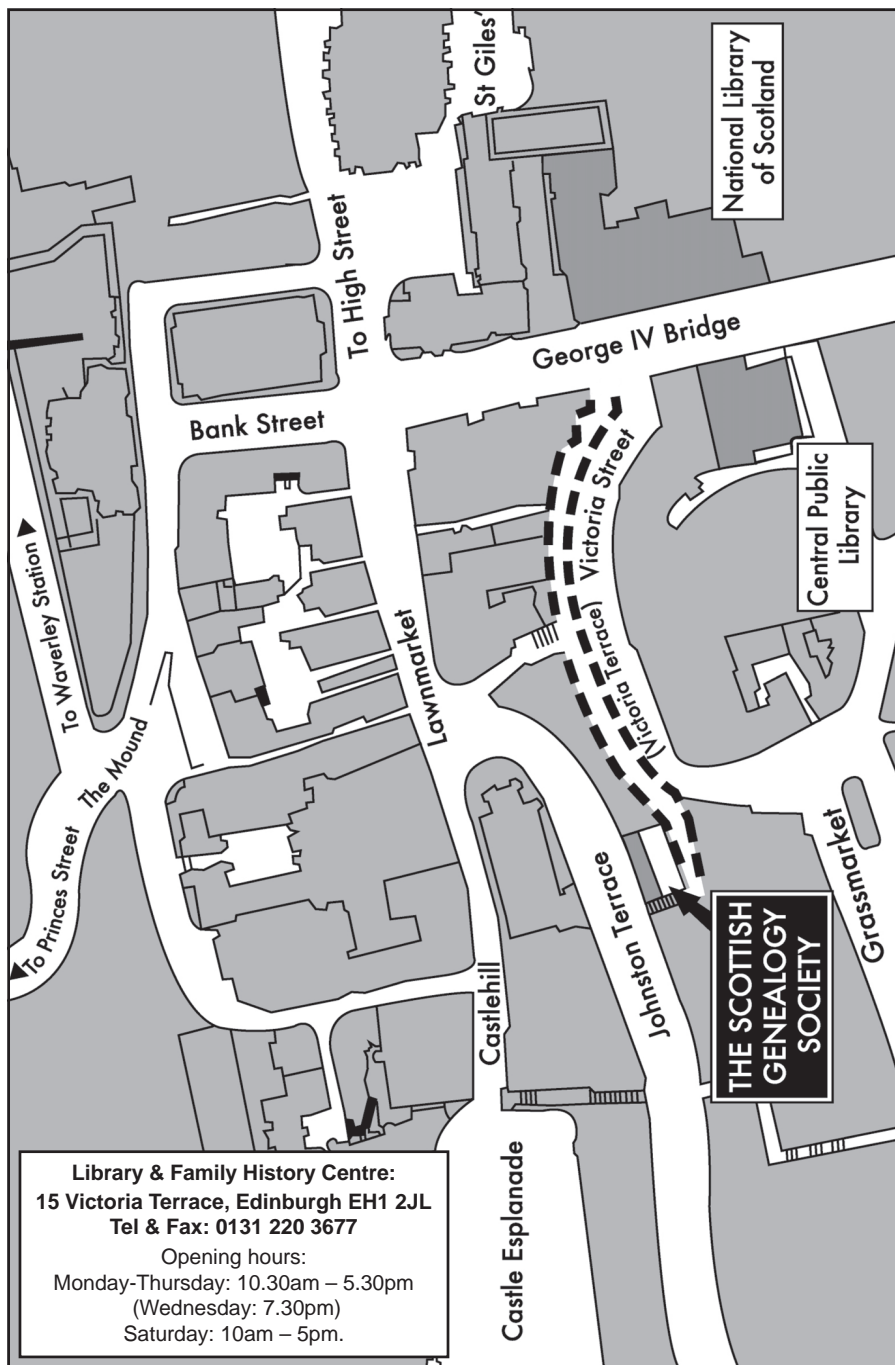 St Giles'
National Library
of Scotland
To High Street
George IV Bridge
Bank Street
Victoria Street
(Victoria Terrace)
Central Public
Library
To Waverley Station
The Mound
To Princes Street
Lawnmarket
Johnston Terrace
Grassmarket
Castlehill
THE SCOTTISH
GENEALOGY
SOCIETY
Castle Esplanade
Library & Family History Centre:
15 Victoria Terrace, Edinburgh EH1 2JL
Tel & Fax: 0131 220 3677
Opening hours:
Monday-Thursday: 10.30am – 5.30pm
(Wednesday: 7.30pm)
Saturday: 10am – 5pm.